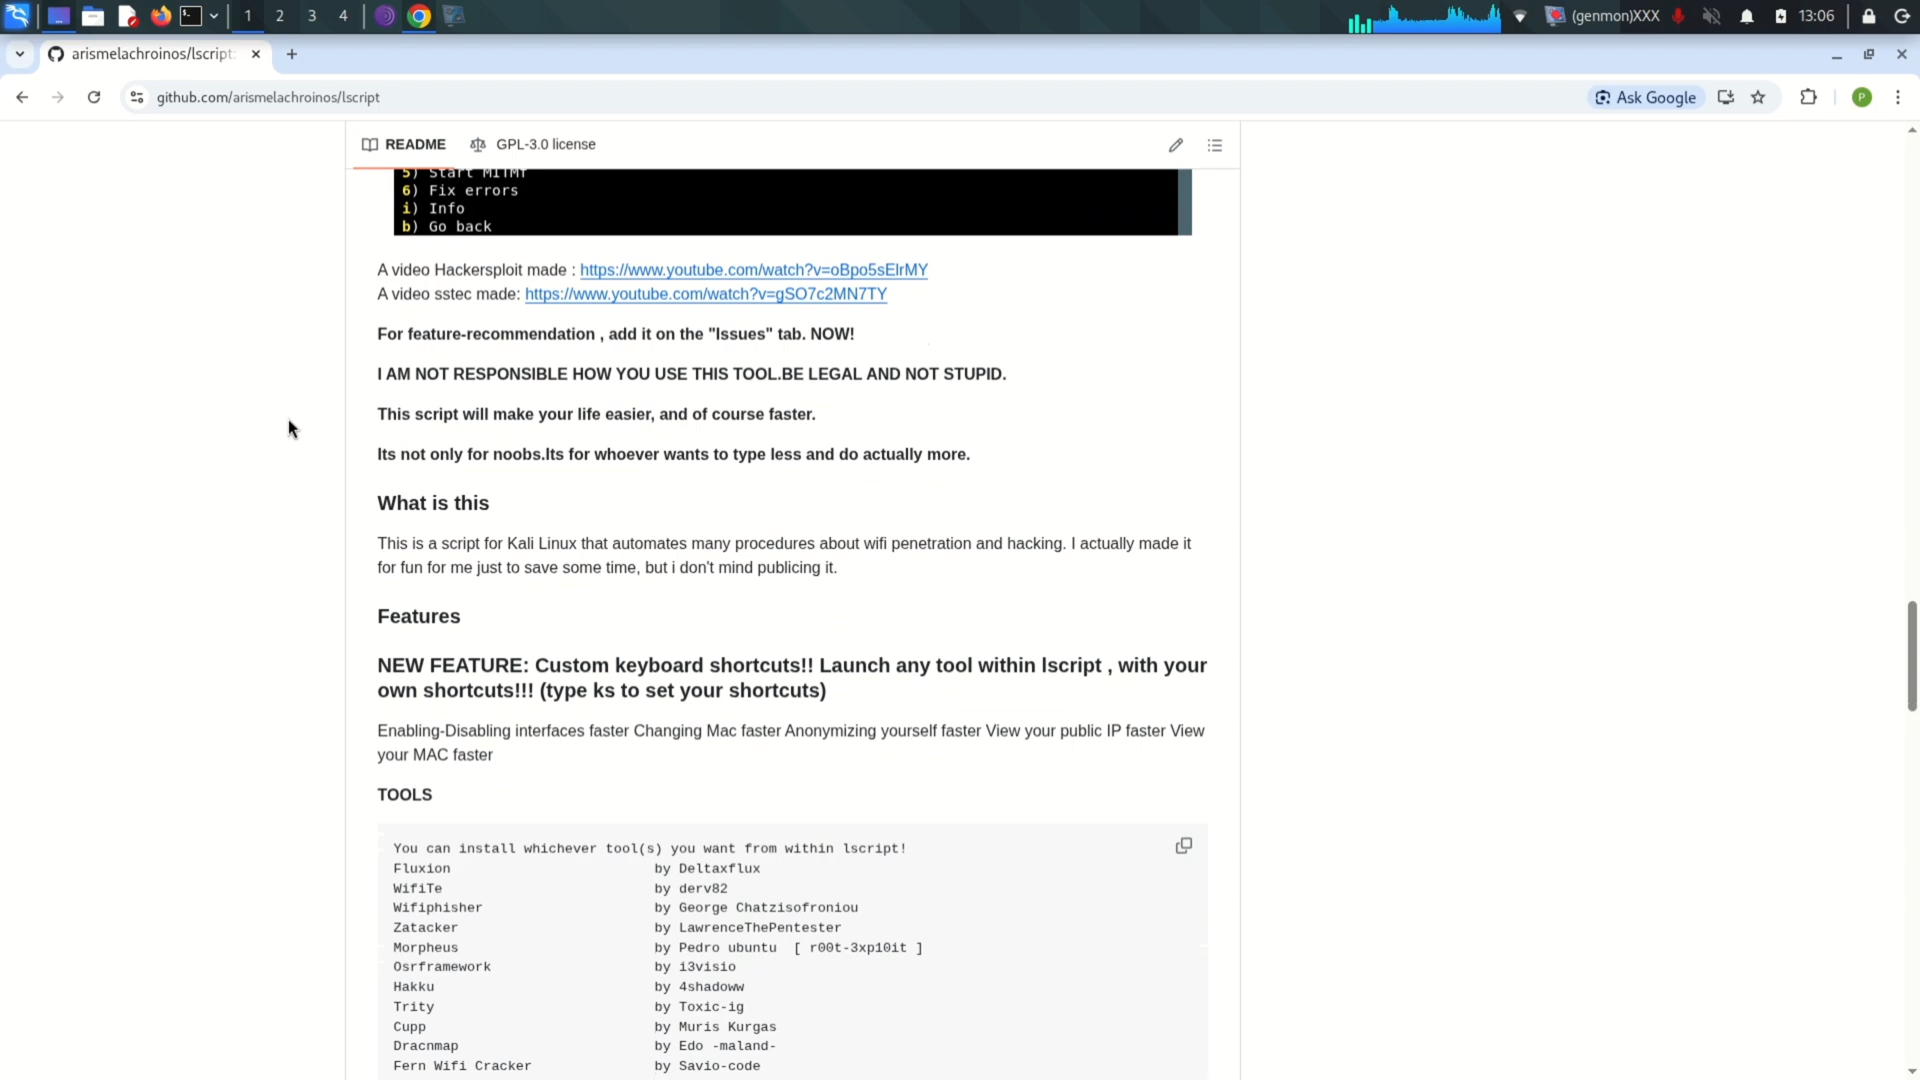 1 2 3 4
(genmon)XXX
13:06
arismelachroinos/lscript:
github.com/arismelachroinos/lscript
Ask Google
P
README
GPL-3.0 license
5) Start MITMf
6) Fix errors
i) Info
b) Go back
A video Hackersploit made : https://www.youtube.com/watch?v=oBpo5sElrMY
A video sstec made: https://www.youtube.com/watch?v=gSO7c2MN7TY
For feature-recommendation , add it on the "Issues" tab. NOW!
I AM NOT RESPONSIBLE HOW YOU USE THIS TOOL.BE LEGAL AND NOT STUPID.
This script will make your life easier, and of course faster.
Its not only for noobs.Its for whoever wants to type less and do actually more.
What is this
This is a script for Kali Linux that automates many procedures about wifi penetration and hacking. I actually made it
for fun for me just to save some time, but i don't mind publicing it.
Features
NEW FEATURE: Custom keyboard shortcuts!! Launch any tool within lscript , with your
own shortcuts!!! (type ks to set your shortcuts)
Enabling-Disabling interfaces faster Changing Mac faster Anonymizing yourself faster View your public IP faster View
your MAC faster
TOOLS
You can install whichever tool(s) you want from within lscript!
Fluxion by Deltaxflux
WifiTe by derv82
Wifiphisher by George Chatzisofroniou
Zatacker by LawrenceThePentester
Morpheus by Pedro ubuntu [ r00t-3xp10it ]
Osrframework by i3visio
Hakku by 4shadoww
Trity by Toxic-ig
Cupp by Muris Kurgas
Dracnmap by Edo -maland-
Fern Wifi Cracker by Savio-code